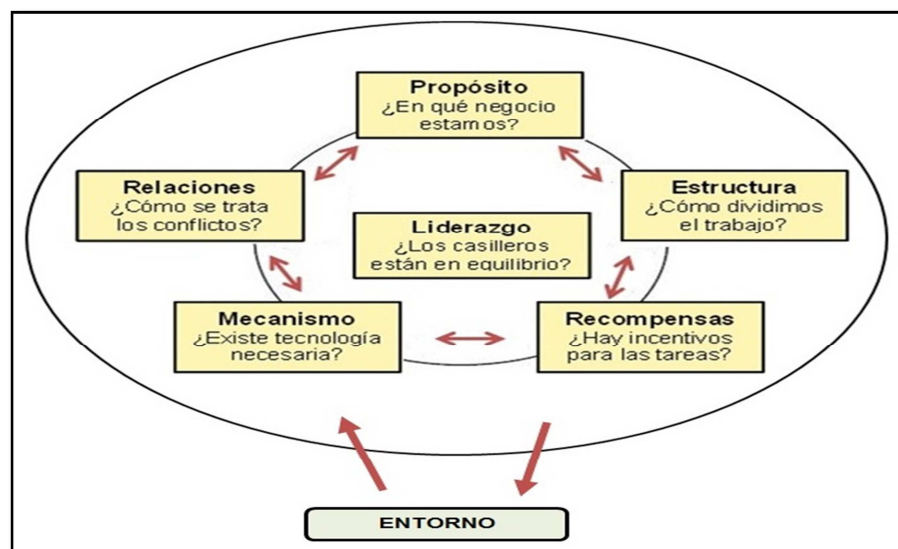 Propósito
¿En qué negocio
estamos?
Relaciones
¿Cómo se trata
los conflictos?
Estructura
¿Cómo dividimos
el trabajo?
Liderazgo
¿Los casilleros
están en equilibrio?
Mecanismo
¿Existe tecnología
necesaria?
Recompensas
¿Hay incentivos
para las tareas?
ENTORNO